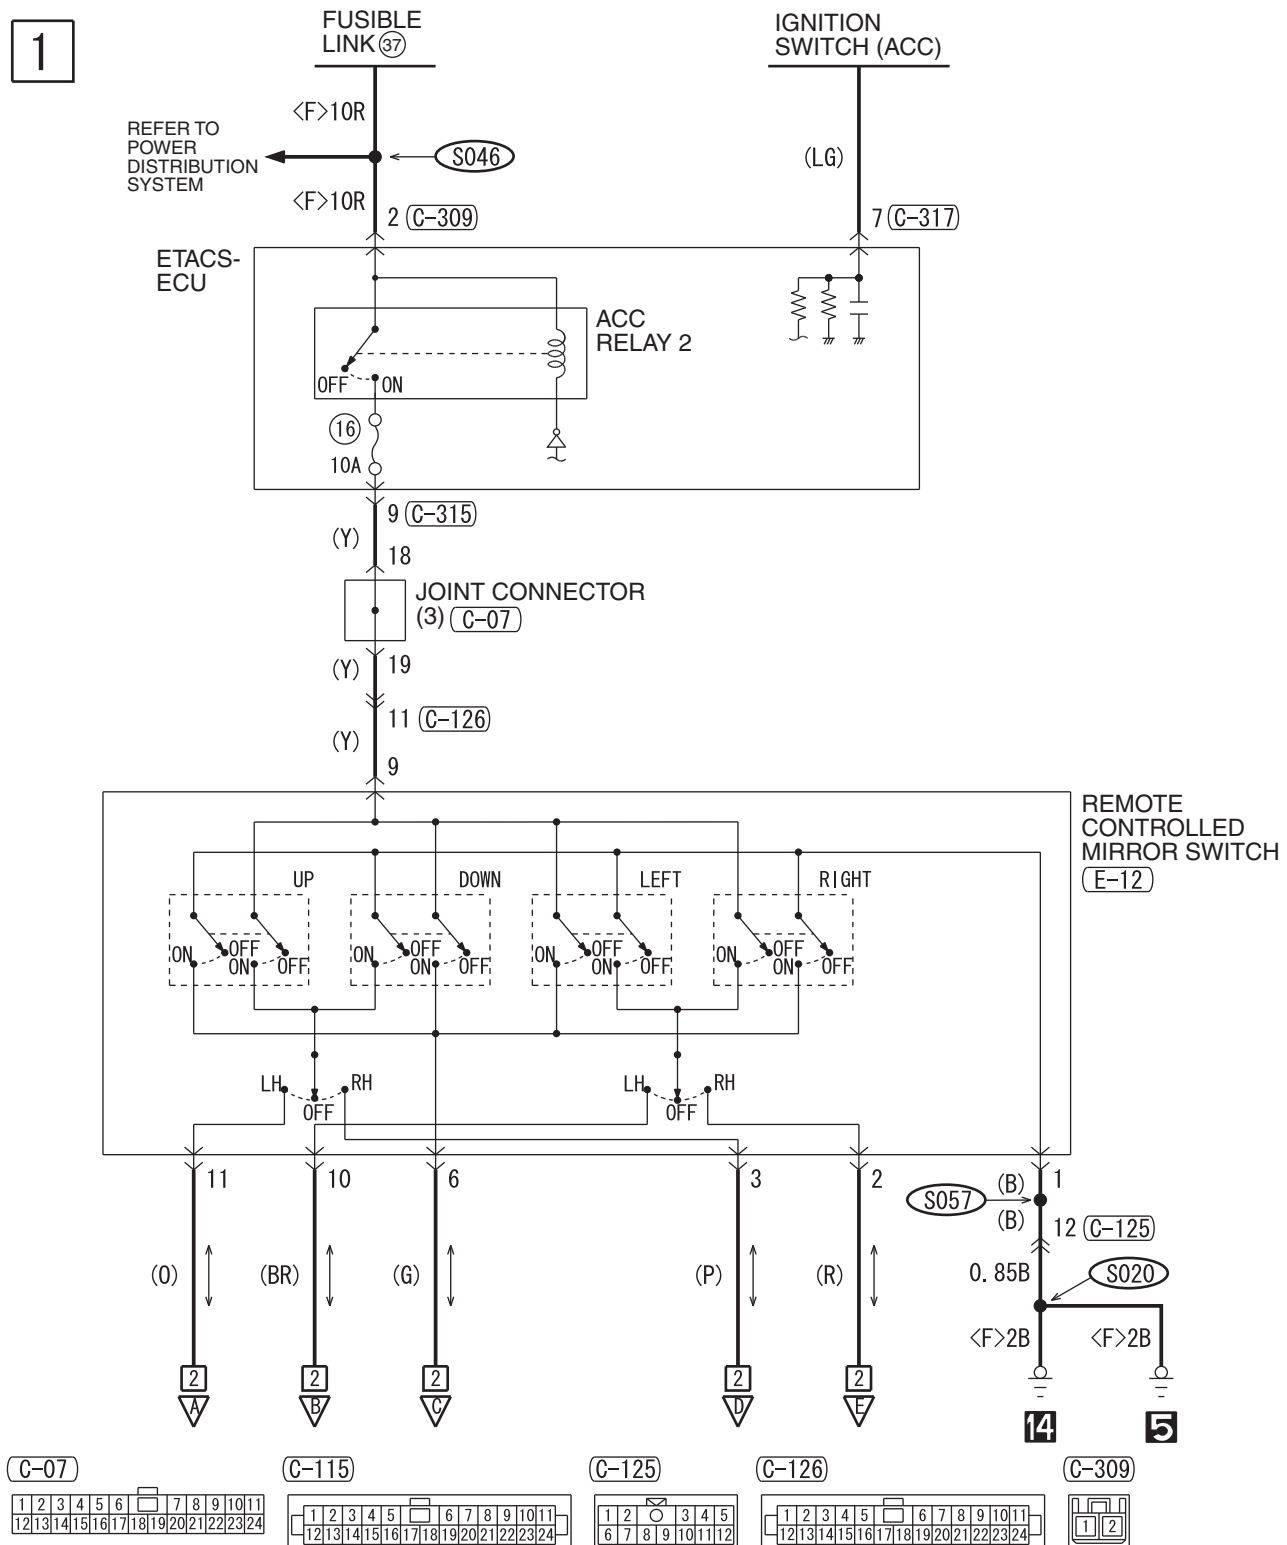 1
FUSIBLE
LINK 37
IGNITION
SWITCH (ACC)
<F>10R
REFER TO
POWER
DISTRIBUTION
SYSTEM
S046
(LG)
<F>10R
2 C-309
7 C-317
ETACS-
ECU
ACC
RELAY 2
OFF ON
16
10A
9 C-315
(Y)
18
JOINT CONNECTOR
(3) C-07
(Y) 19
11 C-126
(Y)
9
REMOTE
CONTROLLED
MIRROR SWITCH
E-12
UP DOWN LEFT RIGHT
ON OFF ON OFF ON OFF ON OFF
ON OFF ON OFF ON OFF ON OFF
LH RH LH RH
OFF OFF
11 10 6 3 2 1
S057 (B)
(B) 12 C-125
(O) (BR) (G) (P) (R) 0.85B S020
<F>2B <F>2B
2 2 2 2 2
A B C D E
14 5
C-07 C-115 C-125 C-126 C-309
1 2 3 4 5 6 7 8 9 10 11
12 13 14 15 16 17 18 19 20 21 22 23 24
1 2 3 4 5 6 7 8 9 10 11
12 13 14 15 16 17 18 19 20 21 22 23 24
1 2 3 4 5
6 7 8 9 10 11 12
1 2 3 4 5 6 7 8 9 10 11
12 13 14 15 16 17 18 19 20 21 22 23 24
1 2